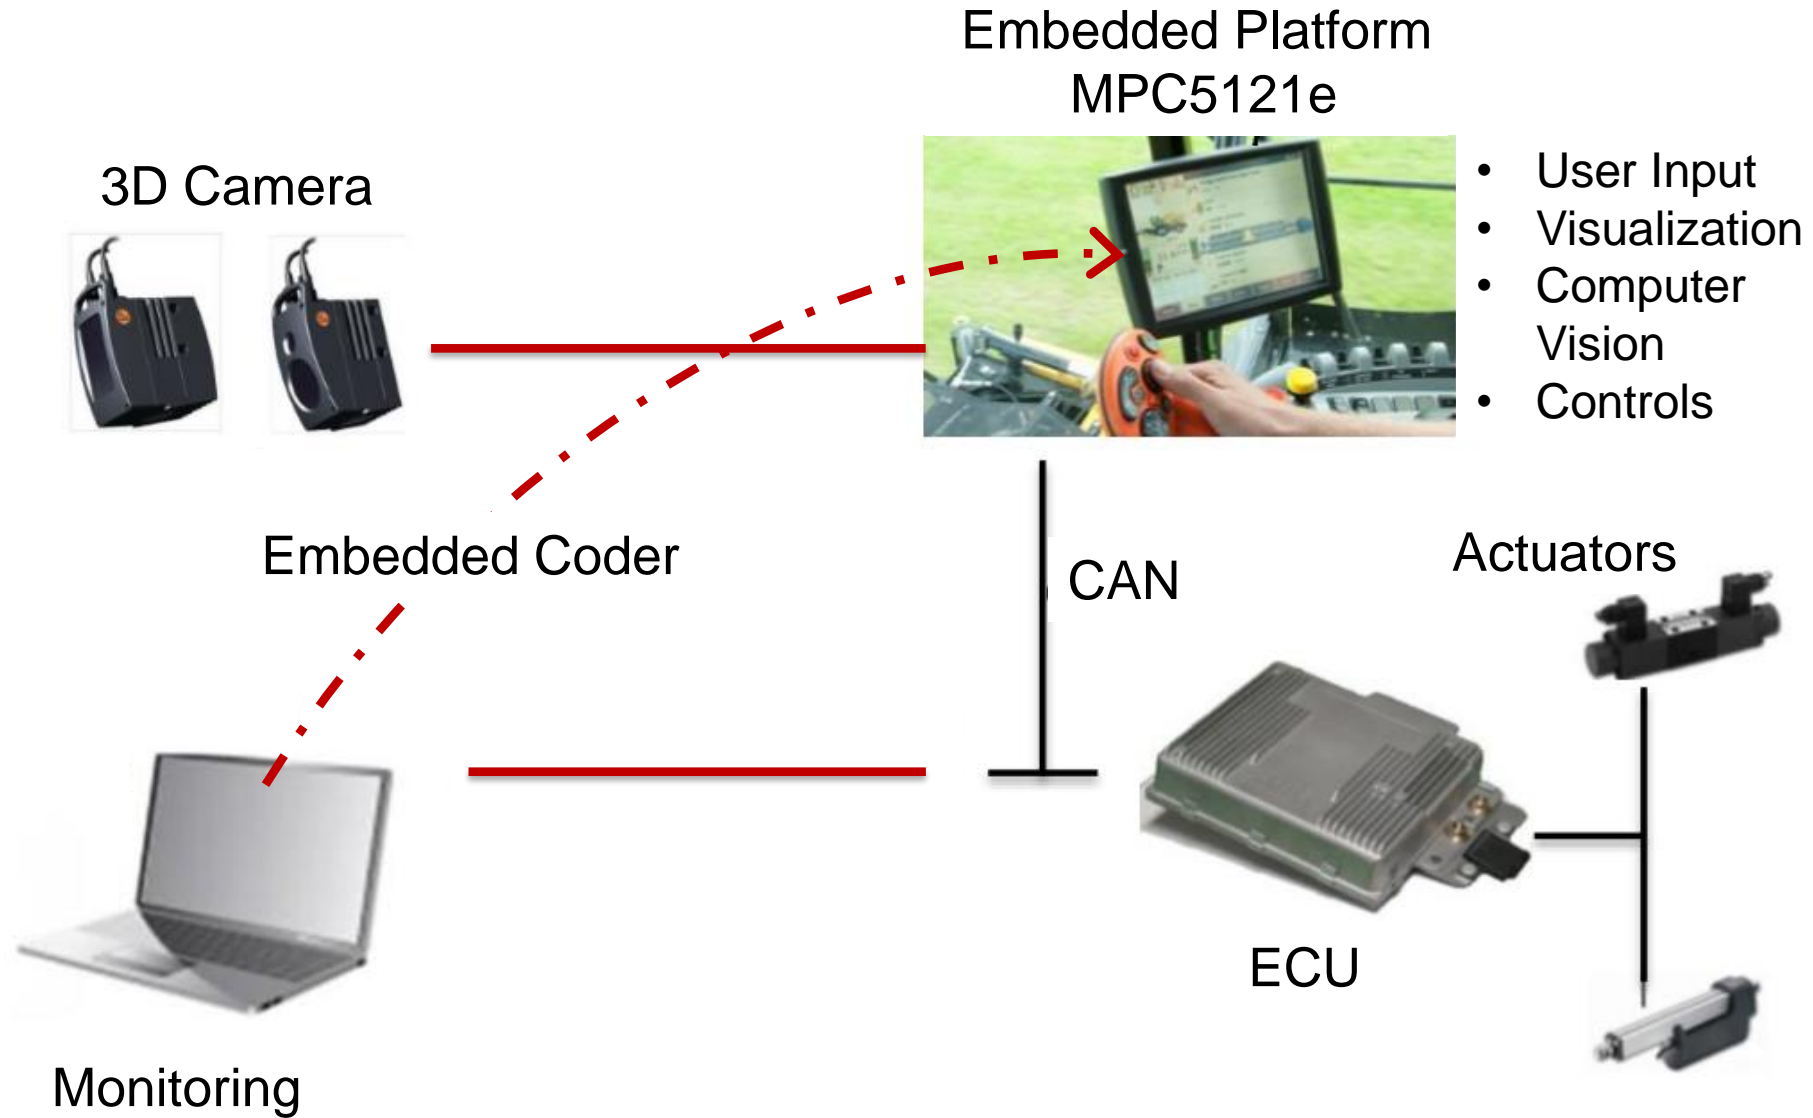 Embedded Platform
MPC5121e
3D Camera
• User Input
• Visualization
• Computer
Vision
• Controls
Embedded Coder
CAN
Actuators
ECU
Monitoring